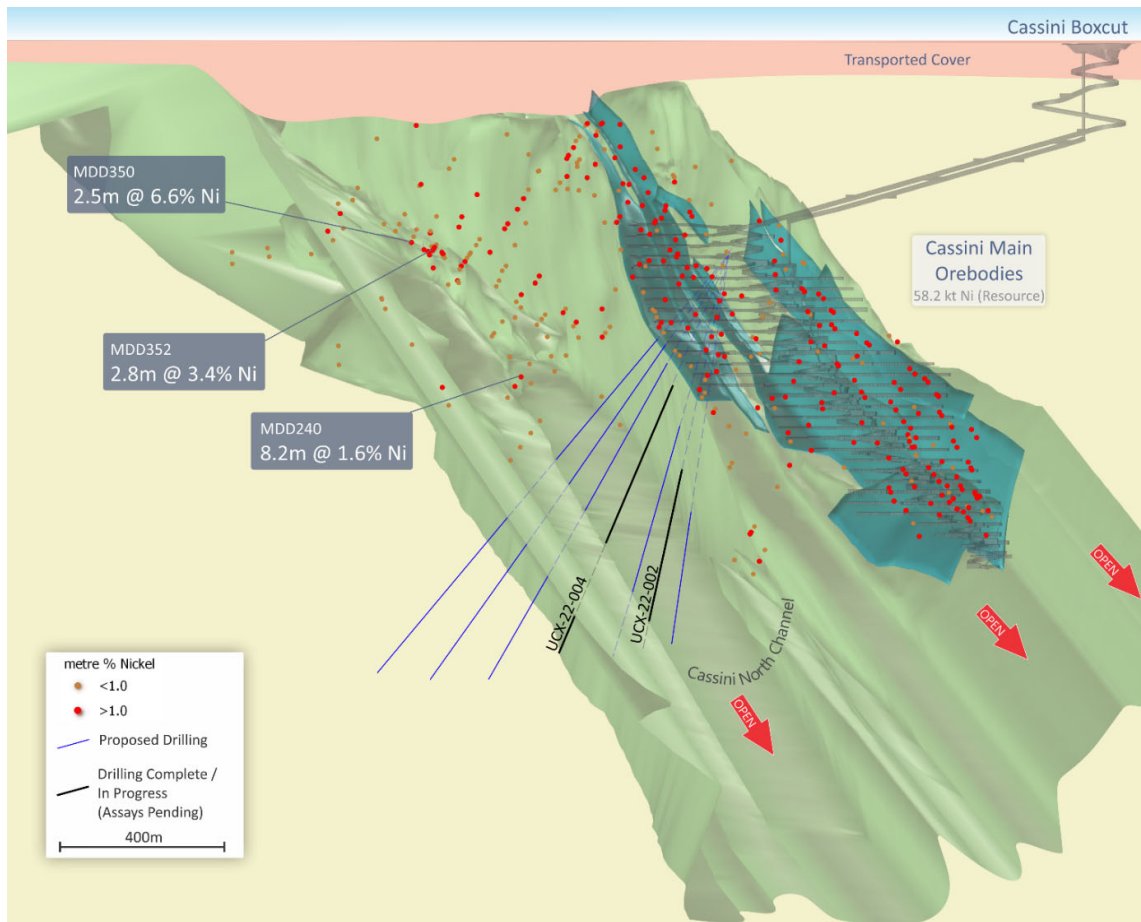 Cassini Boxcut
Transported Cover
MDD350
2.5m @ 6.6% Ni
Cassini Main
Orebodies
58.2 kt Ni (Resource)
MDD352
2.8m @ 3.4% Ni
MDD240
8.2m @ 1.6% Ni
OPEN
UCX-22-004
UCX-22-002
OPEN
Cassini North Channel
OPEN
metre % Nickel
<1.0
>1.0
Proposed Drilling
Drilling Complete /
In Progress
(Assays Pending)
400m